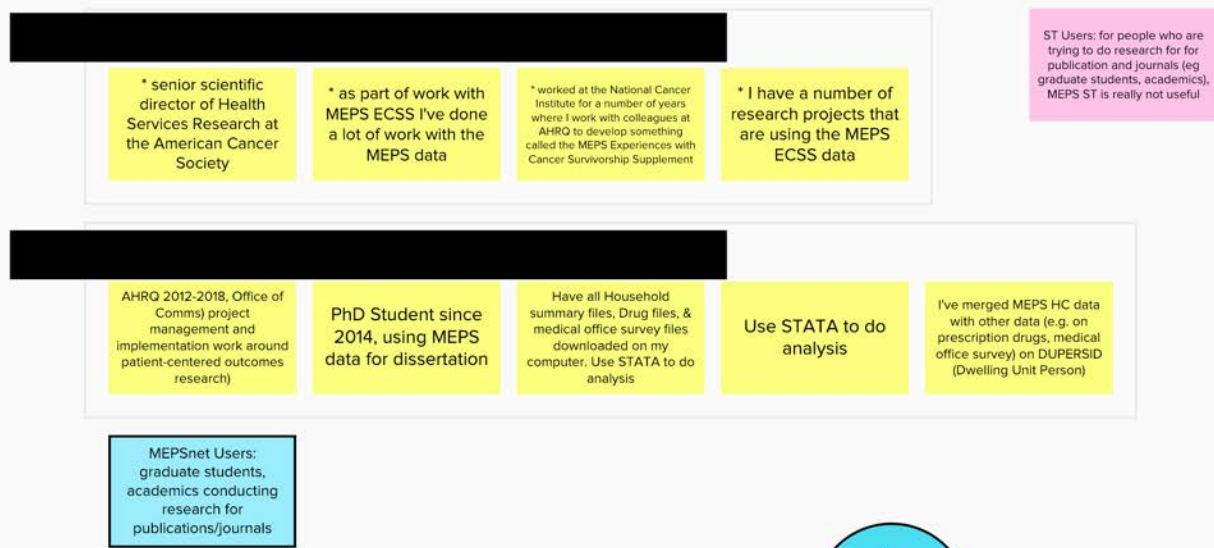 * senior scientific
director of Health
Services Research at
the American Cancer
Society
* as part of work with
MEPS ECSS I've done
a lot of work with the
MEPS data
* worked at the National Cancer
Institute for a number of years
where I work with colleagues at
AHRQ to develop something
called the MEPS Experiences with
Cancer Survivorship Supplement
* I have a number of
research projects that
are using the MEPS
ECSS data
ST Users: for people who are
trying to do research for for
publication and journals (eg
graduate students, academics),
MEPS ST is really not useful
AHRQ 2012-2018, Office of
Comms) project
management and
implementation work around
patient-centered outcomes
research)
PhD Student since
2014, using MEPS
data for dissertation
Have all Household
summary files, Drug files, &
medical office survey files
downloaded on my
computer. Use STATA to do
analysis
Use STATA to do
analysis
I've merged MEPS HC data
with other data (e.g. on
prescription drugs, medical
office survey) on DUPERSID
(Dwelling Unit Person)
MEPSnet Users:
graduate students,
academics conducting
research for
publications/journals